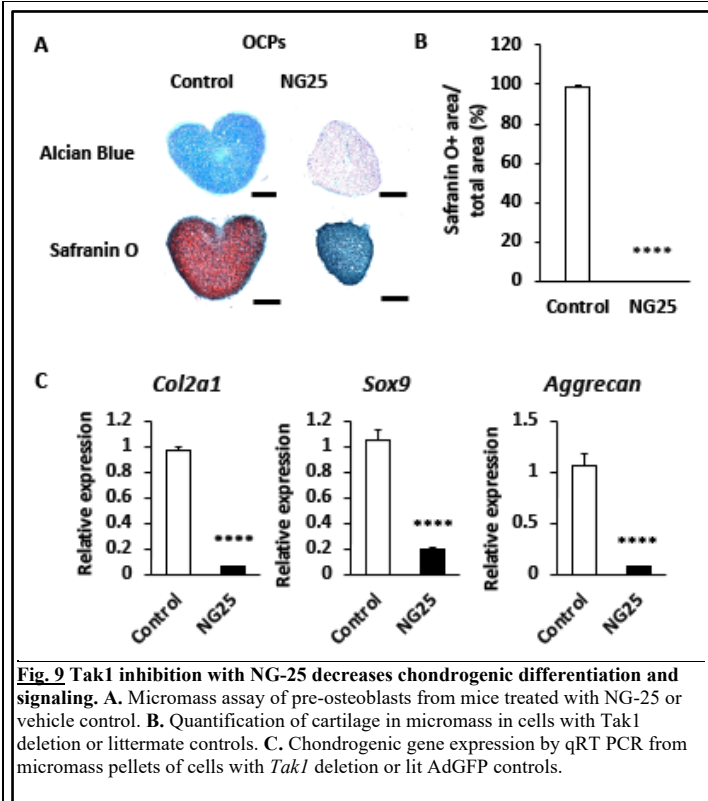 A
OCPs
Control NG25
Alcian Blue
Safranin O
B
Safranin O+ area/
total area (%)
120
100
80
60
40
20
0
****
Control NG25
C
Col2a1
Relative expression
1.2
1
0.8
0.6
0.4
0.2
0
****
Control
NG25
Sox9
Relative expression
1.2
1
0.8
0.6
0.4
0.2
0
****
Control
NG25
Aggrecan
Relative expression
1.5
1
0.5
0
****
Control
NG25
Fig. 9 Tak1 inhibition with NG-25 decreases chondrogenic differentiation and
signaling. A. Micromass assay of pre-osteoblasts from mice treated with NG-25 or
vehicle control. B. Quantification of cartilage in micromass in cells with Tak1
deletion or littermate controls. C. Chondrogenic gene expression by qRT PCR from
micromass pellets of cells with Tak1 deletion or lit AdGFP controls.